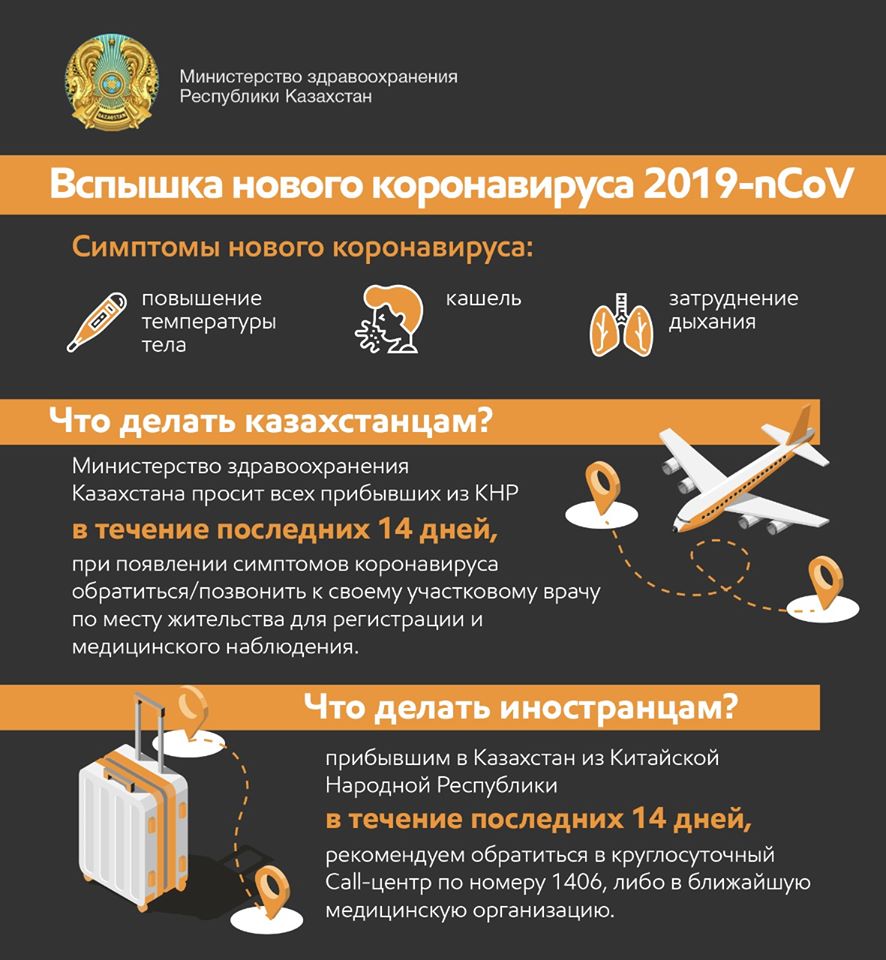 Министерство здравоохранения
Республики Казахстан
Вспышка нового коронавируса 2019-nCoV
Симптомы нового коронавируса:
повышение
температуры
тела
кашель
затруднение
дыхания
Что делать казахстанцам?
Министерство здравоохранения
Казахстана просит всех прибывших из КНР
в течение последних 14 дней,
при появлении симптомов коронавируса
обратиться/позвонить к своему участковому врачу
по месту жительства для регистрации и
медицинского наблюдения.
Что делать иностранцам?
прибывшим в Казахстан из Китайской
Народной Республики
в течение последних 14 дней,
рекомендуем обратиться в круглосуточный
Call-центр по номеру 1406, либо в ближайшую
медицинскую организацию.